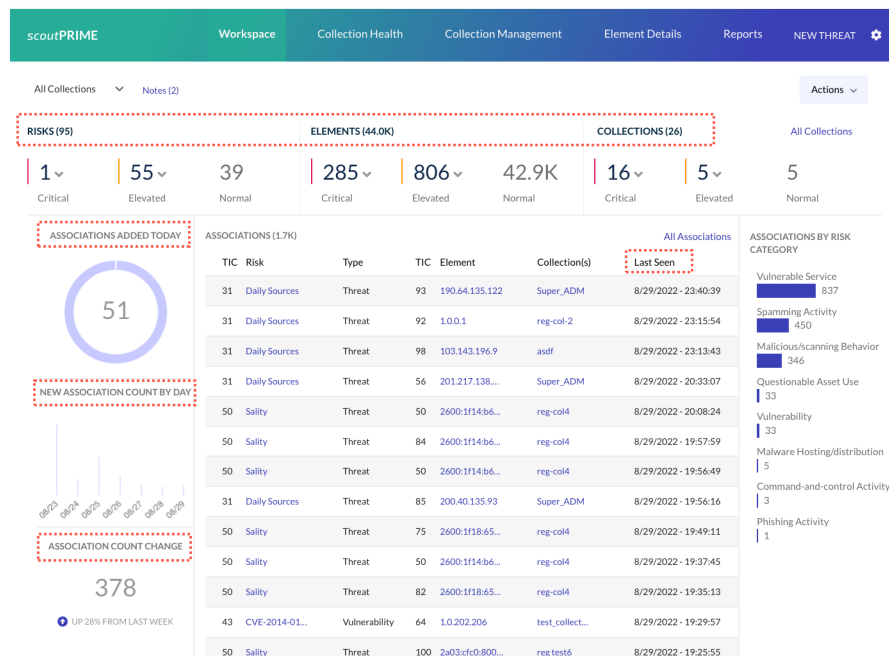 scoutPRIME Workspace Collection Health Collection Management Element Details Reports NEW THREAT
All Collections Notes (2) Actions
RISKS (95) ELEMENTS (44.0K) COLLECTIONS (26) All Collections
1 55 39 285 806 42.9K 16 5 5
Critical Elevated Normal Critical Elevated Normal Critical Elevated Normal
ASSOCIATIONS ADDED TODAY
51
NEW ASSOCIATION COUNT BY DAY
08/23 08/24 08/25 08/26 08/27 08/28 08/29
ASSOCIATION COUNT CHANGE
378
UP 28% FROM LAST WEEK
ASSOCIATIONS (1.7K) All Associations
TIC Risk Type TIC Element Collection(s) Last Seen
31 Daily Sources Threat 93 190.64.135.122 Super_ADM 8/29/2022 - 23:40:39
31 Daily Sources Threat 92 1.0.0.1 reg-col-2 8/29/2022 - 23:15:54
31 Daily Sources Threat 98 103.143.196.9 asdf 8/29/2022 - 23:13:43
31 Daily Sources Threat 56 201.217.138.... Super_ADM 8/29/2022 - 20:33:07
50 Sality Threat 50 2600:1f14:b6... reg-col4 8/29/2022 - 20:08:24
50 Sality Threat 84 2600:1f14:b6... reg-col4 8/29/2022 - 19:57:59
50 Sality Threat 50 2600:1f14:b6... reg-col4 8/29/2022 - 19:56:49
31 Daily Sources Threat 85 200.40.135.93 Super_ADM 8/29/2022 - 19:56:16
50 Sality Threat 75 2600:1f18:65... reg-col4 8/29/2022 - 19:49:11
50 Sality Threat 50 2600:1f14:b6... reg-col4 8/29/2022 - 19:37:45
50 Sality Threat 82 2600:1f18:65... reg-col4 8/29/2022 - 19:35:13
43 CVE-2014-01... Vulnerability 64 1.0.202.206 test_collect... 8/29/2022 - 19:29:57
50 Sality Threat 100 2a03:cfc0:800... reg test6 8/29/2022 - 19:25:55
ASSOCIATIONS BY RISK
CATEGORY
Vulnerable Service
837
Spamming Activity
450
Malicious/scanning Behavior
346
Questionable Asset Use
33
Vulnerability
33
Malware Hosting/distribution
5
Command-and-control Activity
3
Phishing Activity
1